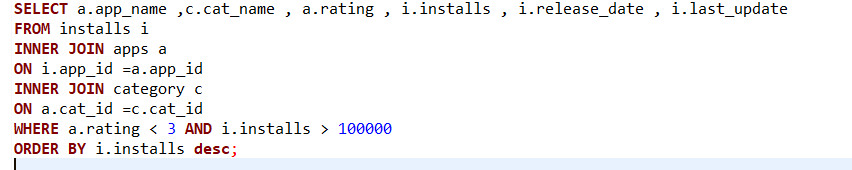 SELECT a.app_name ,c.cat_name , a.rating , i.installs , i.release_date , i.last_update
FROM installs i
INNER JOIN apps a
ON i.app_id =a.app_id
INNER JOIN category c
ON a.cat_id =c.cat_id
WHERE a.rating < 3 AND i.installs > 100000
ORDER BY i.installs desc;